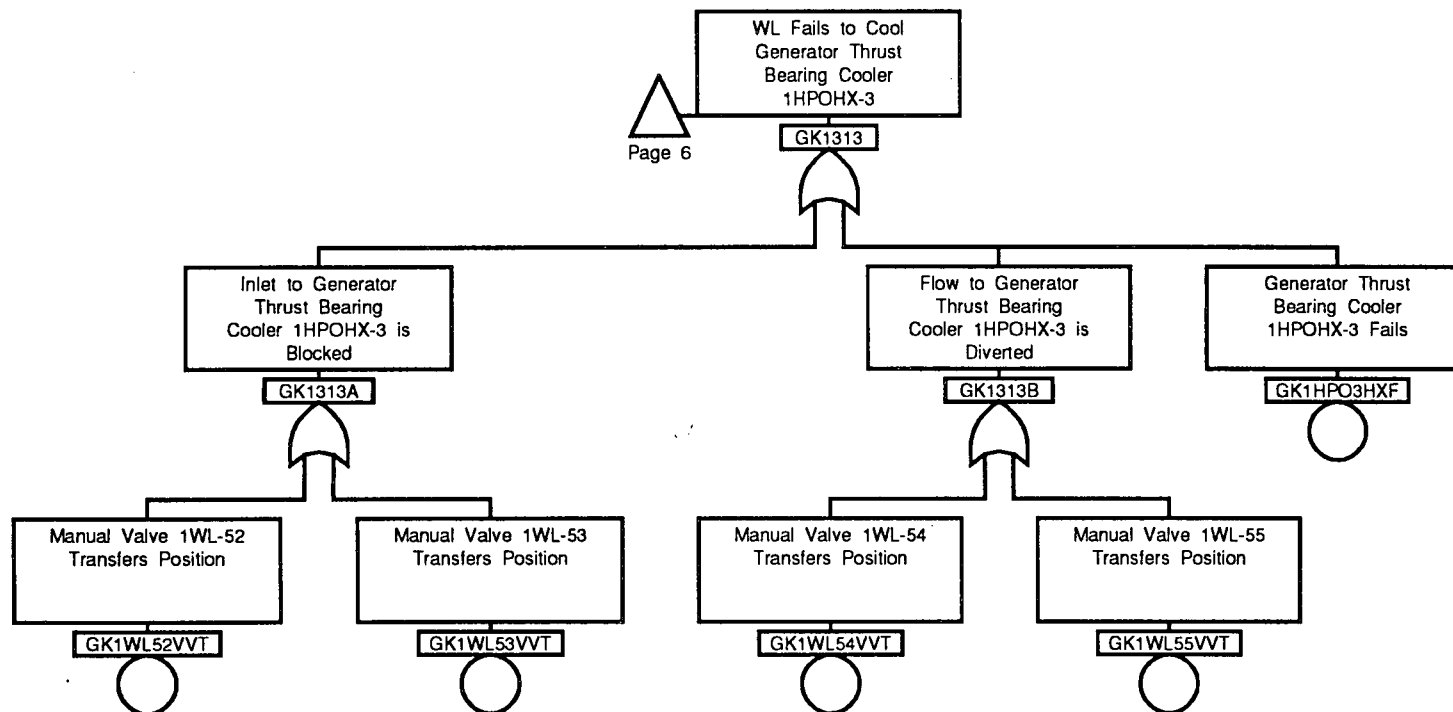 WL Fails to Cool
Generator Thrust
Bearing Cooler
1HPOHX-3
Page 6
GK1313
Inlet to Generator
Thrust Bearing
Cooler 1HPOHX-3 is
Blocked
GK1313A
Flow to Generator
Thrust Bearing
Cooler 1HPOHX-3 is
Diverted
GK1313B
Generator Thrust
Bearing Cooler
1HPOHX-3 Fails
GK1HPO3HXF
Manual Valve 1WL-52
Transfers Position
GK1WL52VVT
Manual Valve 1WL-53
Transfers Position
GK1WL53VVT
Manual Valve 1WL-54
Transfers Position
GK1WL54VVT
Manual Valve 1WL-55
Transfers Position
GK1WL55VVT